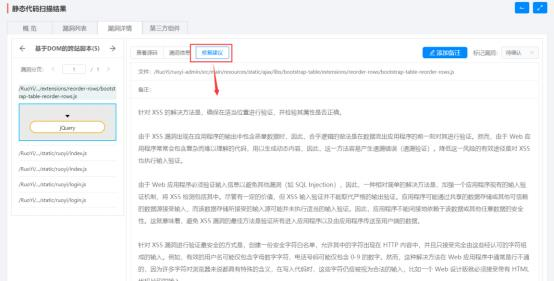 静态代码扫描结果
概 览 漏洞列表 漏洞详情 第三方组件
基于DOM的跨站脚本(5)
漏洞分页: 1 / 1
/RuoYi/.../extensions/reorder-rows/bootst
rap-table-reorder-rows.js
jQuery
/RuoYi/.../static/ruoyi/index.js
/RuoYi/.../static/ruoyi/index.js
/RuoYi/.../static/ruoyi/login.js
/RuoYi/.../static/ruoyi/login.js
查看源码 漏洞信息 修复建议 添加备注 标记漏洞: 待确认
文件: /RuoYi/ruoyi-admin/src/main/resources/static/ajax/libs/bootstrap-table/extensions/reorder-rows/bootstrap-table-reorder-rows.js
备注:
针对 XSS 的解决方法是,确保在适当位置进行验证,并检验其属性是否正确。
由于 XSS 漏洞出现在应用程序的输出中包含恶意数据时,因此,合乎逻辑的做法是在数据流出应用程序的前一刻对其进行验证。然而,由于 Web 应
用程序常常会包含复杂而难以理解的代码,用以生成动态内容,因此,这一方法容易产生遗漏错误(遗漏验证)。降低这一风险的有效途径是对 XSS
也执行输入验证。
由于 Web 应用程序必须验证输入信息以避免其他漏洞(如 SQL Injection),因此,一种相对简单的解决方法是,加强一个应用程序现有的输入验
证机制,将 XSS 检测包括其中。尽管有一定的价值,但 XSS 输入验证并不能取代严格的输出验证。应用程序可能通过共享的数据存储或其他可信赖
的数据源接受输入,而该数据存储所接受的输入源可能并未执行适当的输入验证。因此,应用程序不能间接地依赖于该数据或其他任意数据的安全
性。这就意味着,避免 XSS 漏洞的最佳方法是验证所有进入应用程序以及由应用程序传送至用户端的数据。
针对 XSS 漏洞进行验证最安全的方式是,创建一份安全字符白名单,允许其中的字符出现在 HTTP 内容中,并且只接受完全由这些经认可的字符组
成的输入。例如,有效的用户名可能仅包含字母数字字符,电话号码可能仅包含 0-9 的数字。然而,这种解决方法在 Web 应用程序中通常是行不通
的,因为许多字符对浏览器来说都具有特殊的含义,在写入代码时,这些字符仍应被视为合法的输入,比如一个 Web 设计版就必须接受带有 HTML